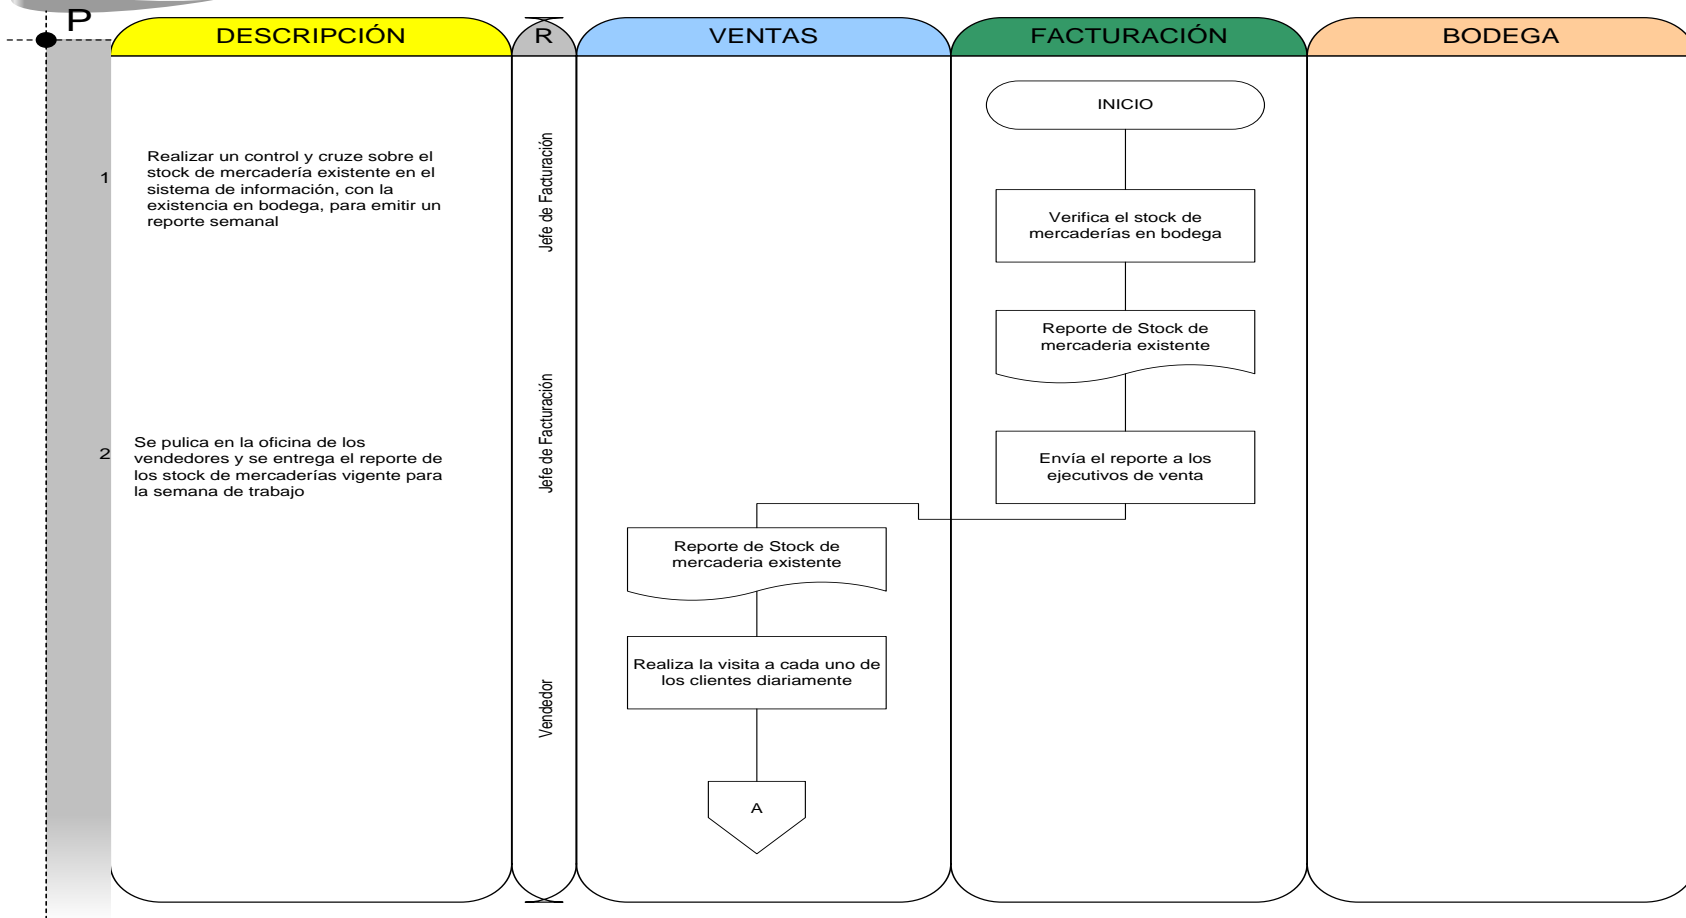 P
DESCRIPCIÓN
R
VENTAS
FACTURACIÓN
BODEGA
INICIO
1
Realizar un control y cruze sobre el
stock de mercadería existente en el
sistema de información, con la
existencia en bodega, para emitir un
reporte semanal
Jefe de Facturación
Verifica el stock de
mercaderías en bodega
Reporte de Stock de
mercaderia existente
2
Se pulica en la oficina de los
vendedores y se entrega el reporte de
los stock de mercaderías vigente para
la semana de trabajo
Jefe de Facturación
Envía el reporte a los
ejecutivos de venta
Reporte de Stock de
mercaderia existente
Vendedor
Realiza la visita a cada uno de
los clientes diariamente
A